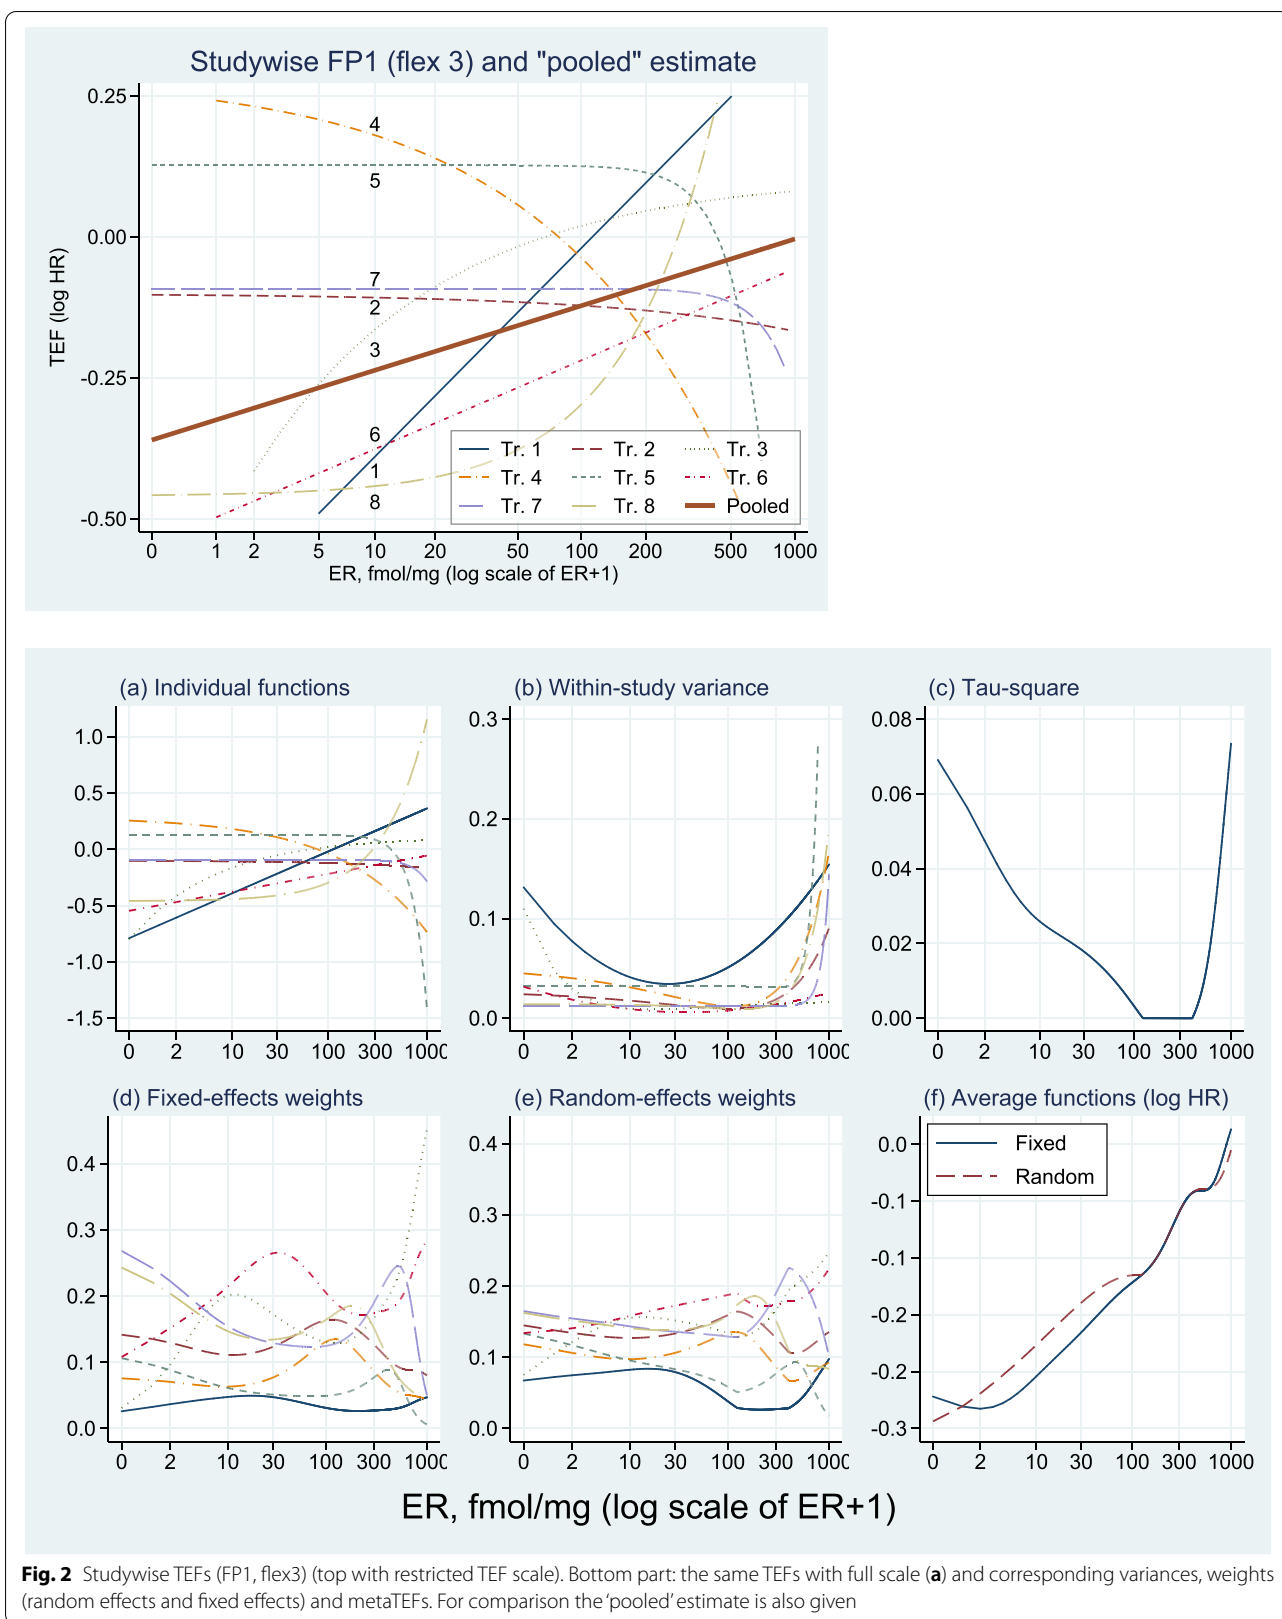 Studywise FP1 (flex 3) and "pooled" estimate
TEF (log HR)
0.25
0.00
-0.25
-0.50
4
5
7
2
3
6
1
8
Tr. 1 Tr. 2 Tr. 3
Tr. 4 Tr. 5 Tr. 6
Tr. 7 Tr. 8 Pooled
0 1 2 5 10 20 50 100 200 500 1000
ER, fmol/mg (log scale of ER+1)
(a) Individual functions
1.0
0.5
0.0
-0.5
-1.0
-1.5
0 2 10 30 100 300 1000
(b) Within-study variance
0.3
0.2
0.1
0.0
0 2 10 30 100 300 1000
(c) Tau-square
0.08
0.06
0.04
0.02
0.00
0 2 10 30 100 300 1000
(d) Fixed-effects weights
0.4
0.3
0.2
0.1
0.0
0 2 10 30 100 300 1000
(e) Random-effects weights
0.4
0.3
0.2
0.1
0.0
0 2 10 30 100 300 1000
(f) Average functions (log HR)
Fixed
Random
0.0
-0.1
-0.1
-0.2
-0.2
-0.3
0 2 10 30 100 300 1000
ER, fmol/mg (log scale of ER+1)
Fig. 2 Studywise TEFs (FP1, flex3) (top with restricted TEF scale). Bottom part: the same TEFs with full scale (a) and corresponding variances, weights
(random effects and fixed effects) and metaTEFs. For comparison the 'pooled' estimate is also given